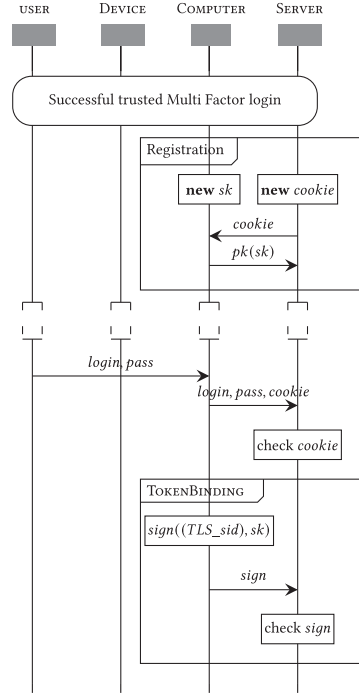 USER DEVICE COMPUTER SERVER
Successful trusted Multi Factor login
Registration
new sk new cookie
cookie
pk(sk)
login, pass
login, pass, cookie
check cookie
TOKENBINDING
sign((TLS_sid), sk)
sign
check sign